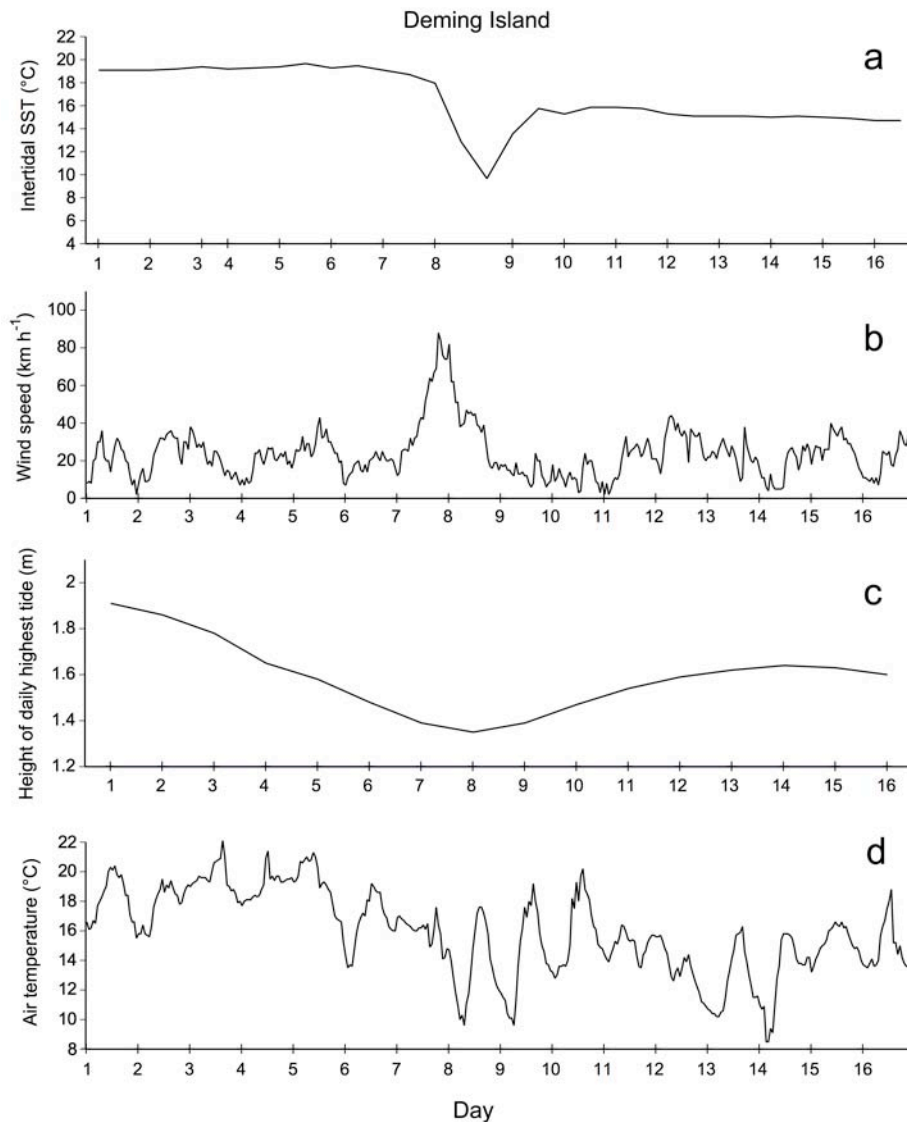 Deming Island
a
Intertidal SST (°C)
22
20
18
16
14
12
10
8
6
4
1 2 3 4 5 6 7 8 9 10 11 12 13 14 15 16
b
Wind speed (km h⁻¹)
100
80
60
40
20
0
1 2 3 4 5 6 7 8 9 10 11 12 13 14 15 16
c
Height of daily highest tide (m)
2
1.8
1.6
1.4
1.2
1 2 3 4 5 6 7 8 9 10 11 12 13 14 15 16
d
Air temperature (°C)
22
20
18
16
14
12
10
8
1 2 3 4 5 6 7 8 9 10 11 12 13 14 15 16
Day